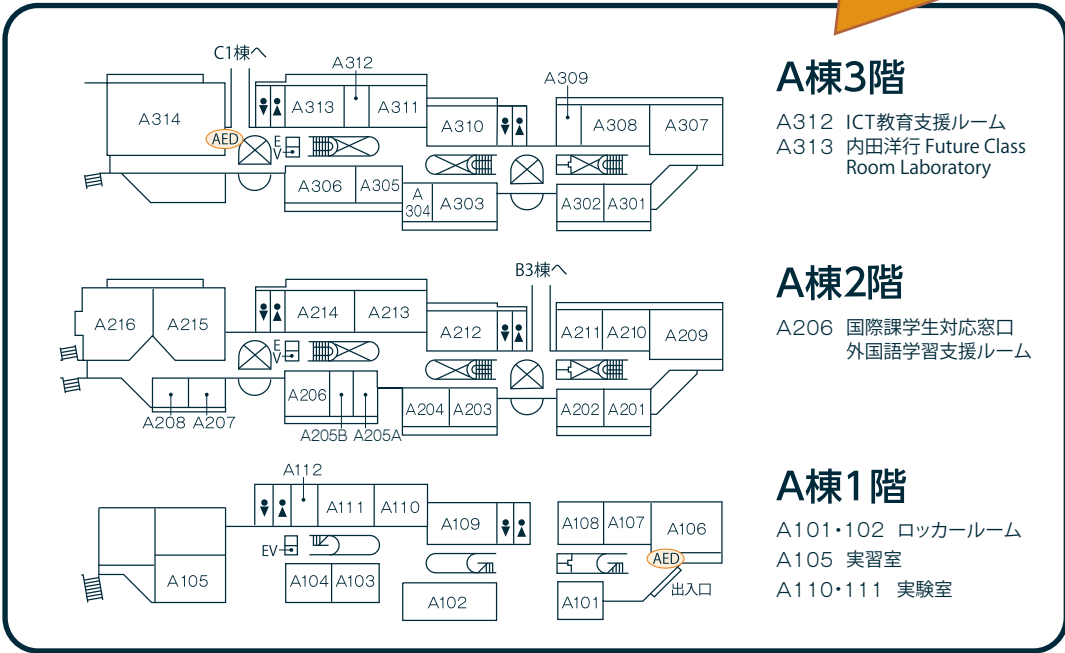 C1棟へ
A312
A309
A314
A313
A311
A310
A308
A307
AED
EV
A306
A305
A304
A303
A302
A301
A棟3階
A312 ICT教育支援ルーム
A313 内田洋行 Future Class
Room Laboratory
B3棟へ
A216
A215
A214
A213
A212
A211
A210
A209
EV
A206
A204
A203
A202
A201
A208
A207
A205B
A205A
A棟2階
A206 国際課学生対応窓口
外国語学習支援ルーム
A112
A111
A110
A109
A108
A107
A106
EV
AED
A105
A104
A103
A102
A101
出入口
A棟1階
A101・102 ロッカールーム
A105 実習室
A110・111 実験室